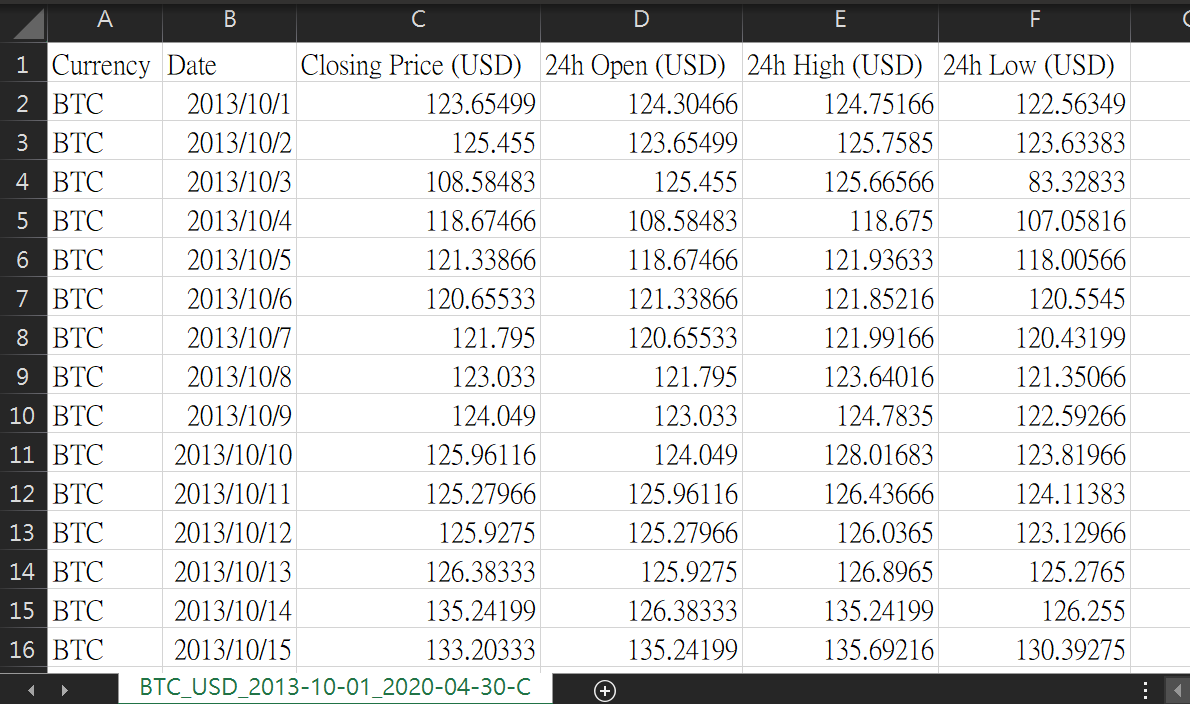 A B C D E F
1 Currency Date Closing Price (USD) 24h Open (USD) 24h High (USD) 24h Low (USD)
2 BTC 2013/10/1 123.65499 124.30466 124.75166 122.56349
3 BTC 2013/10/2 125.455 123.65499 125.7585 123.63383
4 BTC 2013/10/3 108.58483 125.455 125.66566 83.32833
5 BTC 2013/10/4 118.67466 108.58483 118.675 107.05816
6 BTC 2013/10/5 121.33866 118.67466 121.93633 118.00566
7 BTC 2013/10/6 120.65533 121.33866 121.85216 120.5545
8 BTC 2013/10/7 121.795 120.65533 121.99166 120.43199
9 BTC 2013/10/8 123.033 121.795 123.64016 121.35066
10 BTC 2013/10/9 124.049 123.033 124.7835 122.59266
11 BTC 2013/10/10 125.96116 124.049 128.01683 123.81966
12 BTC 2013/10/11 125.27966 125.96116 126.43666 124.11383
13 BTC 2013/10/12 125.9275 125.27966 126.0365 123.12966
14 BTC 2013/10/13 126.38333 125.9275 126.8965 125.2765
15 BTC 2013/10/14 135.24199 126.38333 135.24199 126.255
16 BTC 2013/10/15 133.20333 135.24199 135.69216 130.39275
BTC_USD_2013-10-01_2020-04-30-C